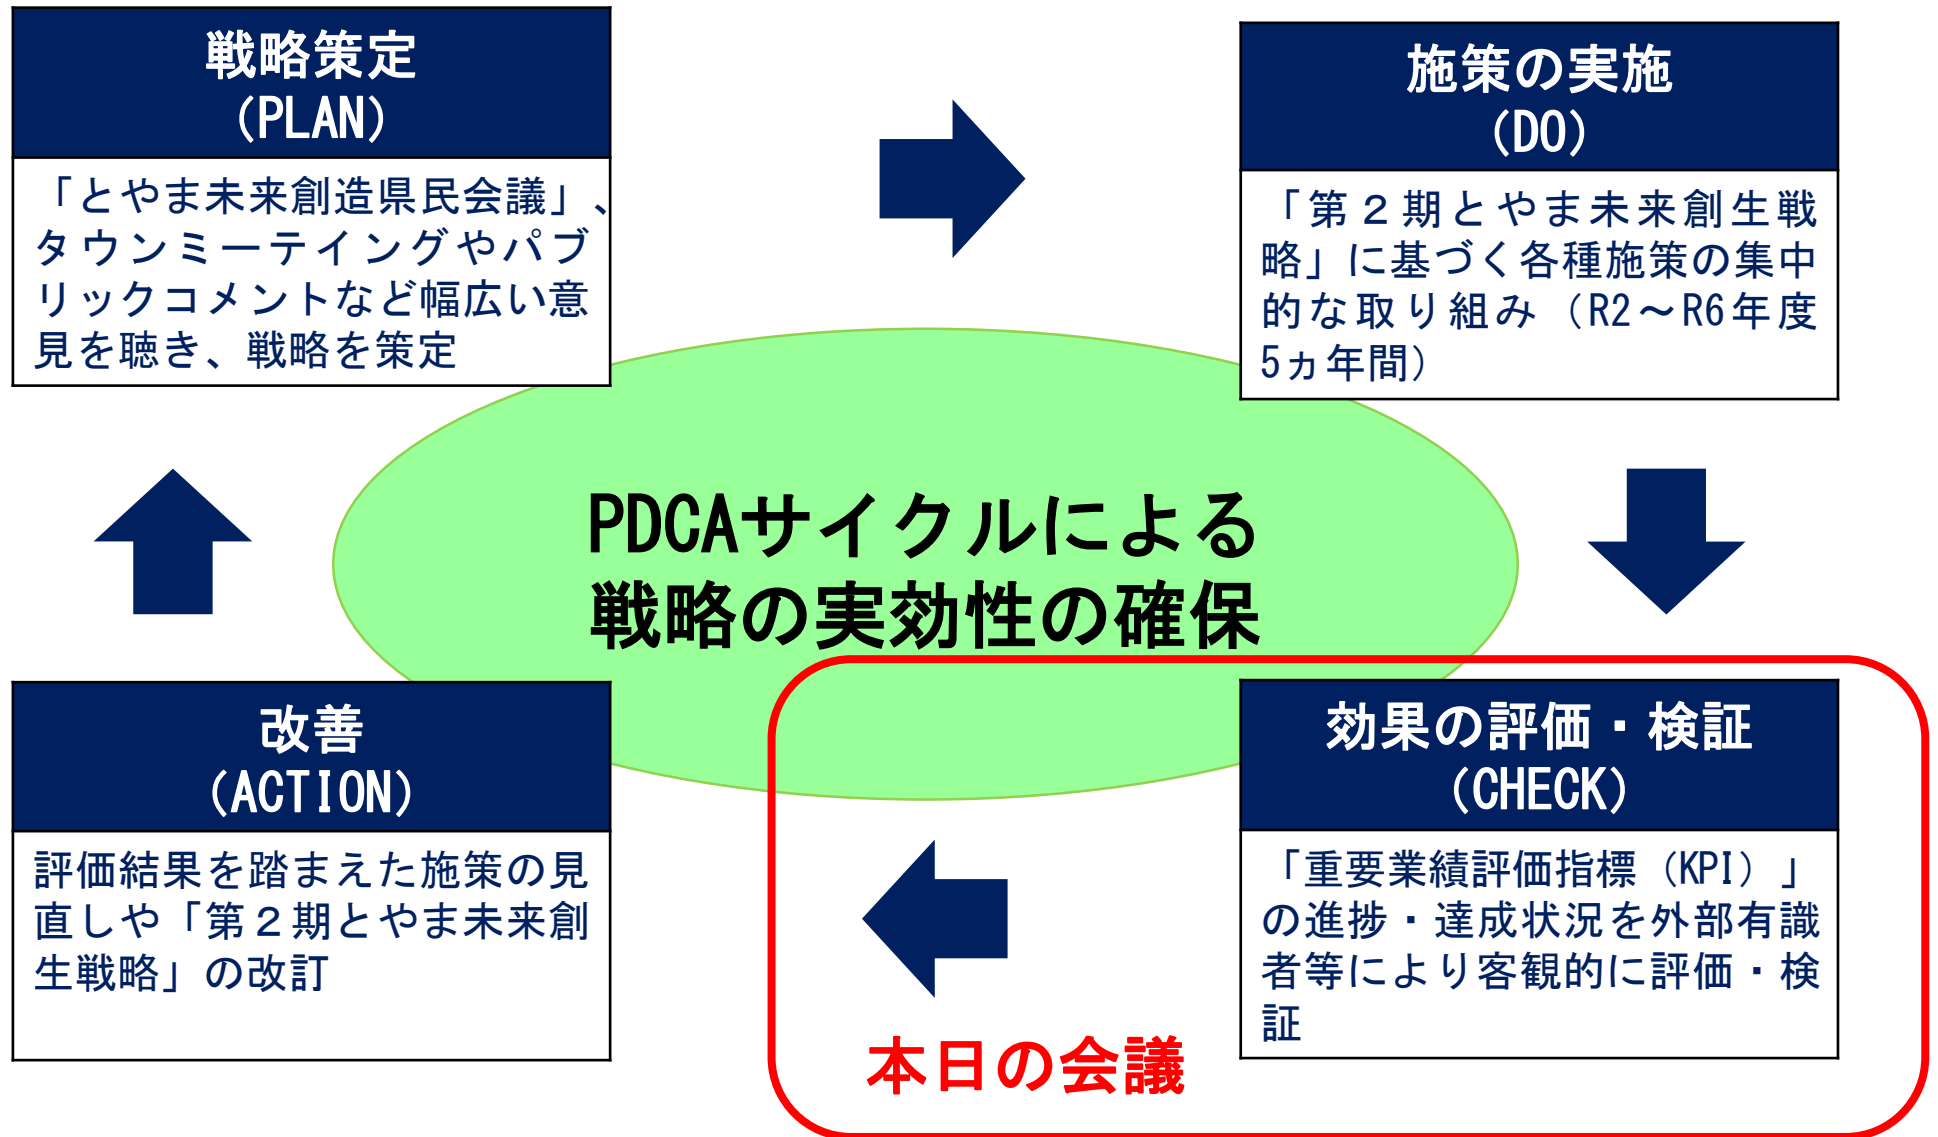 戦略策定
(PLAN)
「とやま未来創造県民会議」、
タウンミーテイングやパブ
リックコメントなど幅広い意
見を聴き、戦略を策定
施策の実施
(DO)
「第２期とやま未来創生戦
略」に基づく各種施策の集中
的な取り組み（R2～R6年度
5ヵ年間）
PDCAサイクルによる
戦略の実効性の確保
改善
(ACTION)
評価結果を踏まえた施策の見
直しや「第２期とやま未来創
生戦略」の改訂
効果の評価・検証
(CHECK)
「重要業績評価指標（KPI）」
の進捗・達成状況を外部有識
者等により客観的に評価・検
証
本日の会議